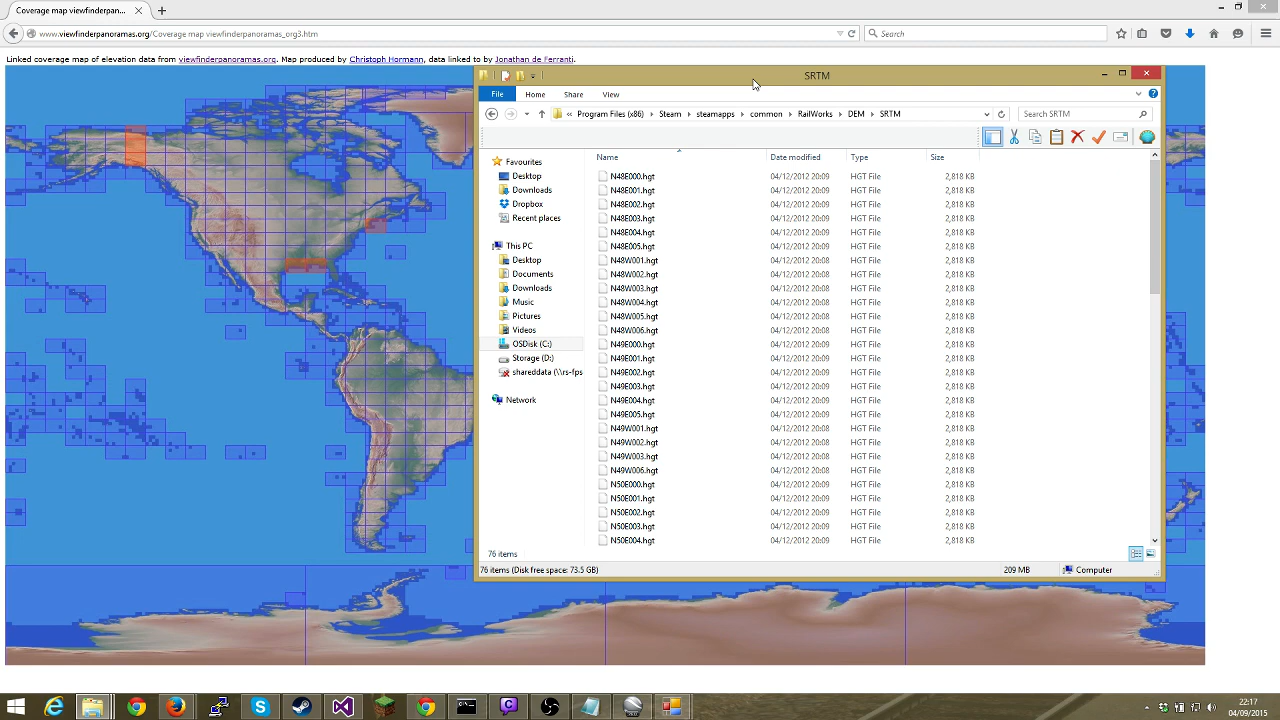 Coverage map viewfinderpan...
www.viewfinderpanoramas.org/Coverage map viewfinderpanoramas_org3.htm
Search
Linked coverage map of elevation data from viewfinderpanoramas.org. Map produced by Christoph Hormann, data linked to by Jonathan de Ferranti.
SRTM
File Home Share View
« Program Files (x86) Steam steamapps common RailWorks DEM SRTM Search SRTM
Name Date modified Type Size
Favourites
Desktop
Downloads
Dropbox
Recent places
This PC
Desktop
Documents
Downloads
Music
Pictures
Videos
OSDisk (C:)
Storage (D:)
shareddata (\\rs-fps
Network
N48E000.hgt 04/12/2012 20:09 HGT File 2,818 KB
N48E001.hgt 04/12/2012 20:09 HGT File 2,818 KB
N48E002.hgt 04/12/2012 20:09 HGT File 2,818 KB
N48E003.hgt 04/12/2012 20:09 HGT File 2,818 KB
N48E004.hgt 04/12/2012 20:09 HGT File 2,818 KB
N48E005.hgt 04/12/2012 20:09 HGT File 2,818 KB
N48W001.hgt 04/12/2012 20:08 HGT File 2,818 KB
N48W002.hgt 04/12/2012 20:08 HGT File 2,818 KB
N48W003.hgt 04/12/2012 20:08 HGT File 2,818 KB
N48W004.hgt 04/12/2012 20:08 HGT File 2,818 KB
N48W005.hgt 04/12/2012 20:08 HGT File 2,818 KB
N48W006.hgt 04/12/2012 20:08 HGT File 2,818 KB
N49E000.hgt 04/12/2012 20:09 HGT File 2,818 KB
N49E001.hgt 04/12/2012 20:09 HGT File 2,818 KB
N49E002.hgt 04/12/2012 20:09 HGT File 2,818 KB
N49E003.hgt 04/12/2012 20:09 HGT File 2,818 KB
N49E004.hgt 04/12/2012 20:09 HGT File 2,818 KB
N49E005.hgt 04/12/2012 20:09 HGT File 2,818 KB
N49W001.hgt 04/12/2012 20:08 HGT File 2,818 KB
N49W002.hgt 04/12/2012 20:08 HGT File 2,818 KB
N49W003.hgt 04/12/2012 20:08 HGT File 2,818 KB
N49W006.hgt 04/12/2012 20:08 HGT File 2,818 KB
N50E000.hgt 04/12/2012 20:09 HGT File 2,818 KB
N50E001.hgt 04/12/2012 20:09 HGT File 2,818 KB
N50E002.hgt 04/12/2012 20:09 HGT File 2,818 KB
N50E003.hgt 04/12/2012 20:09 HGT File 2,818 KB
N50E004.hgt 04/12/2012 20:09 HGT File 2,818 KB
76 items
76 items (Disk free space: 73.5 GB) 209 MB Computer
22:17
04/09/2015